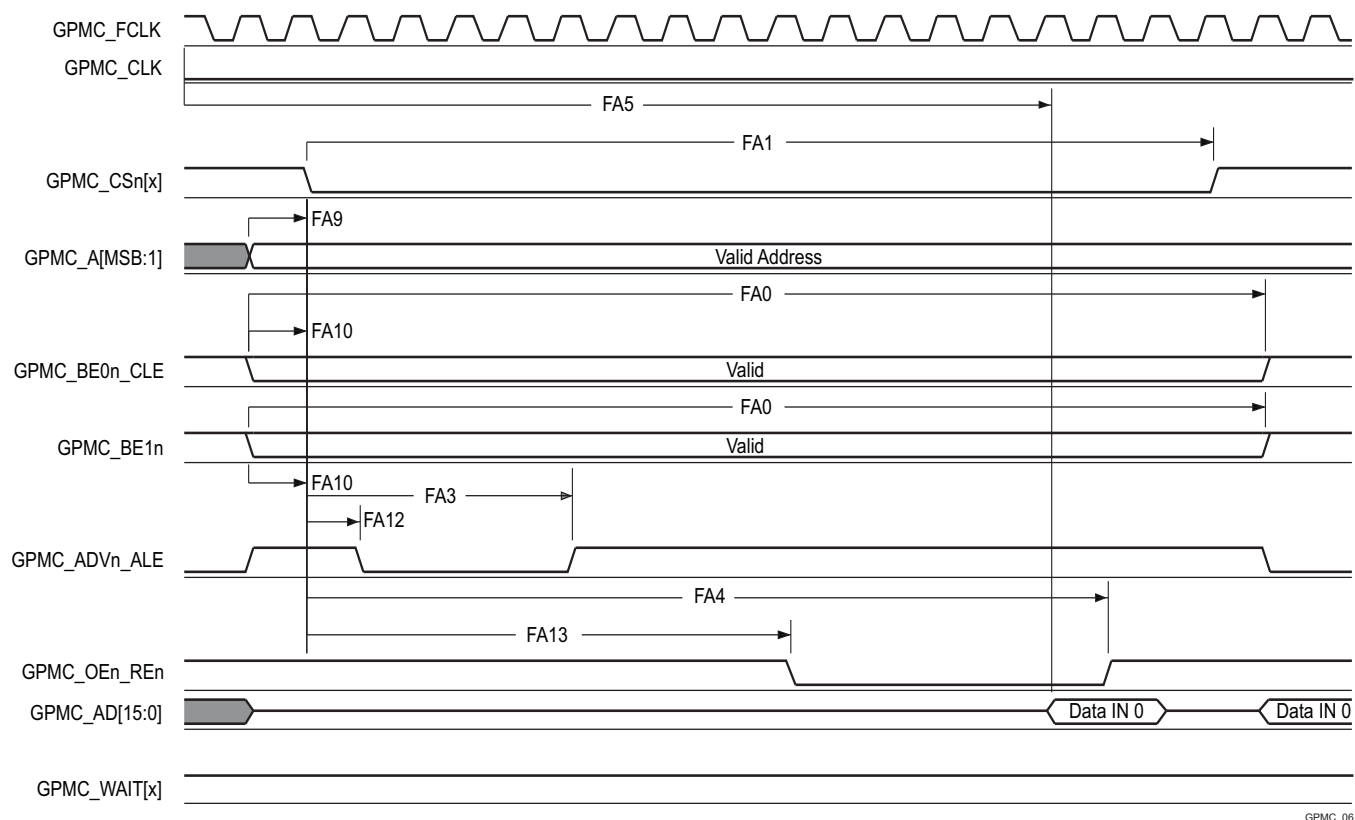 GPMC_FCLK
GPMC_CLK
FA5
FA1
GPMC_CSn[x]
FA9
GPMC_A[MSB:1]
Valid Address
FA0
FA10
GPMC_BE0n_CLE
Valid
FA0
GPMC_BE1n
Valid
FA10
FA3
FA12
GPMC_ADVn_ALE
FA4
FA13
GPMC_OEn_REn
GPMC_AD[15:0]
Data IN 0
Data IN 0
GPMC_WAIT[x]
GPMC_06